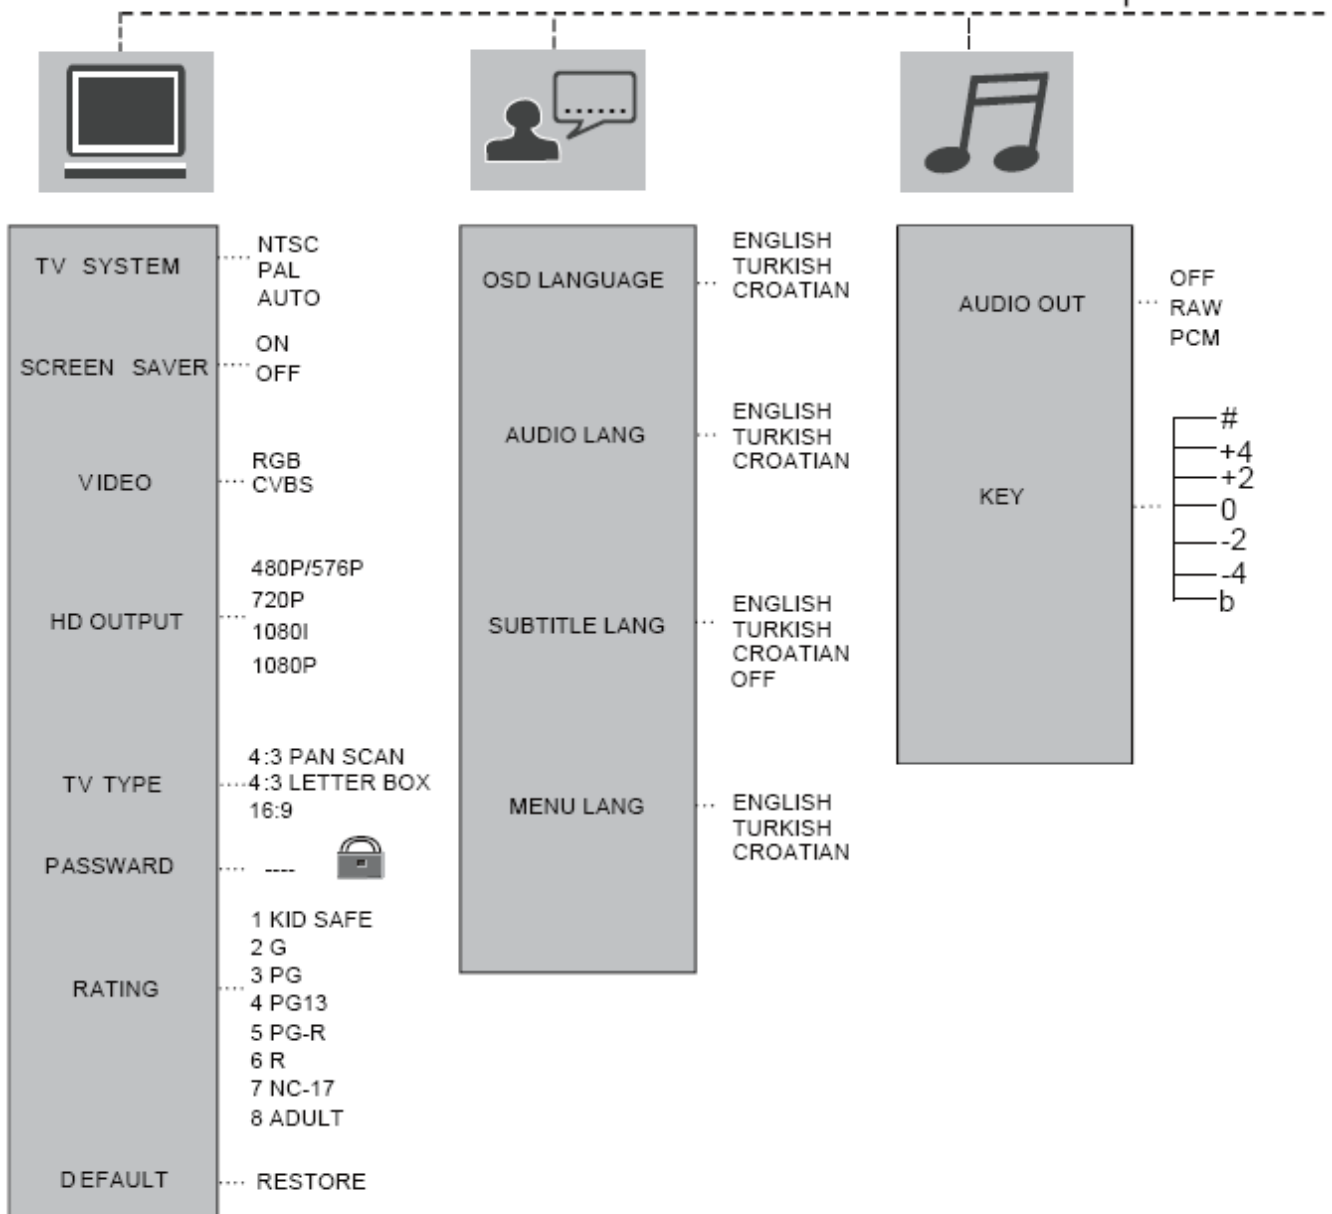 ......
TV SYSTEM
NTSC
PAL
AUTO
SCREEN SAVER
ON
OFF
VIDEO
RGB
CVBS
HD OUTPUT
480P/576P
720P
1080I
1080P
TV TYPE
4:3 PAN SCAN
4:3 LETTER BOX
16:9
PASSWARD
----
RATING
1 KID SAFE
2 G
3 PG
4 PG13
5 PG-R
6 R
7 NC-17
8 ADULT
DEFAULT
RESTORE
OSD LANGUAGE
ENGLISH
TURKISH
CROATIAN
AUDIO LANG
ENGLISH
TURKISH
CROATIAN
SUBTITLE LANG
ENGLISH
TURKISH
CROATIAN
OFF
MENU LANG
ENGLISH
TURKISH
CROATIAN
AUDIO OUT
OFF
RAW
PCM
KEY
#
+4
+2
0
-2
-4
b